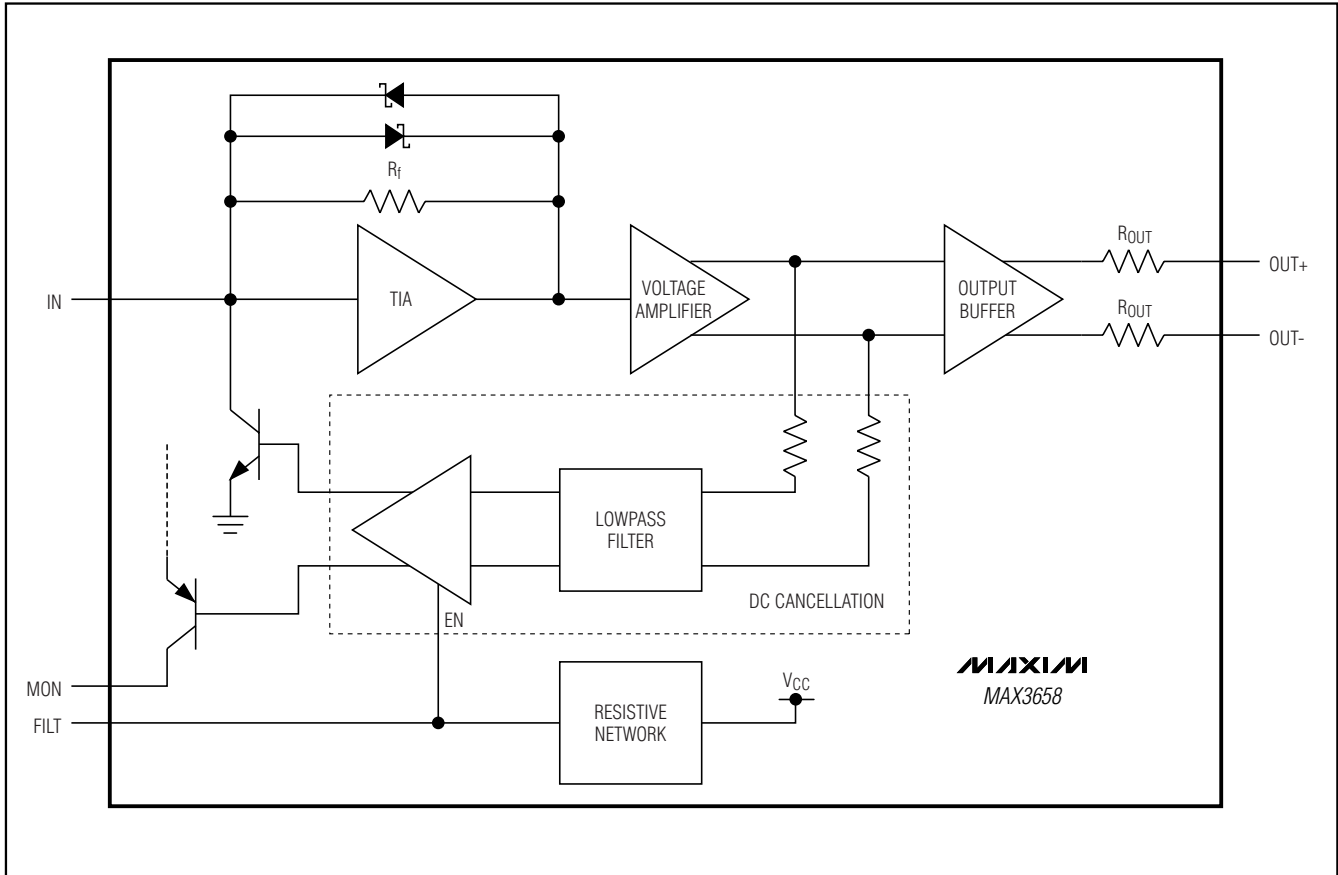 Rf
IN
TIA
VOLTAGE
AMPLIFIER
OUTPUT
BUFFER
ROUT
OUT+
ROUT
OUT-
LOWPASS
FILTER
DC CANCELLATION
EN
MON
FILT
RESISTIVE
NETWORK
VCC
MAXIM
MAX3658